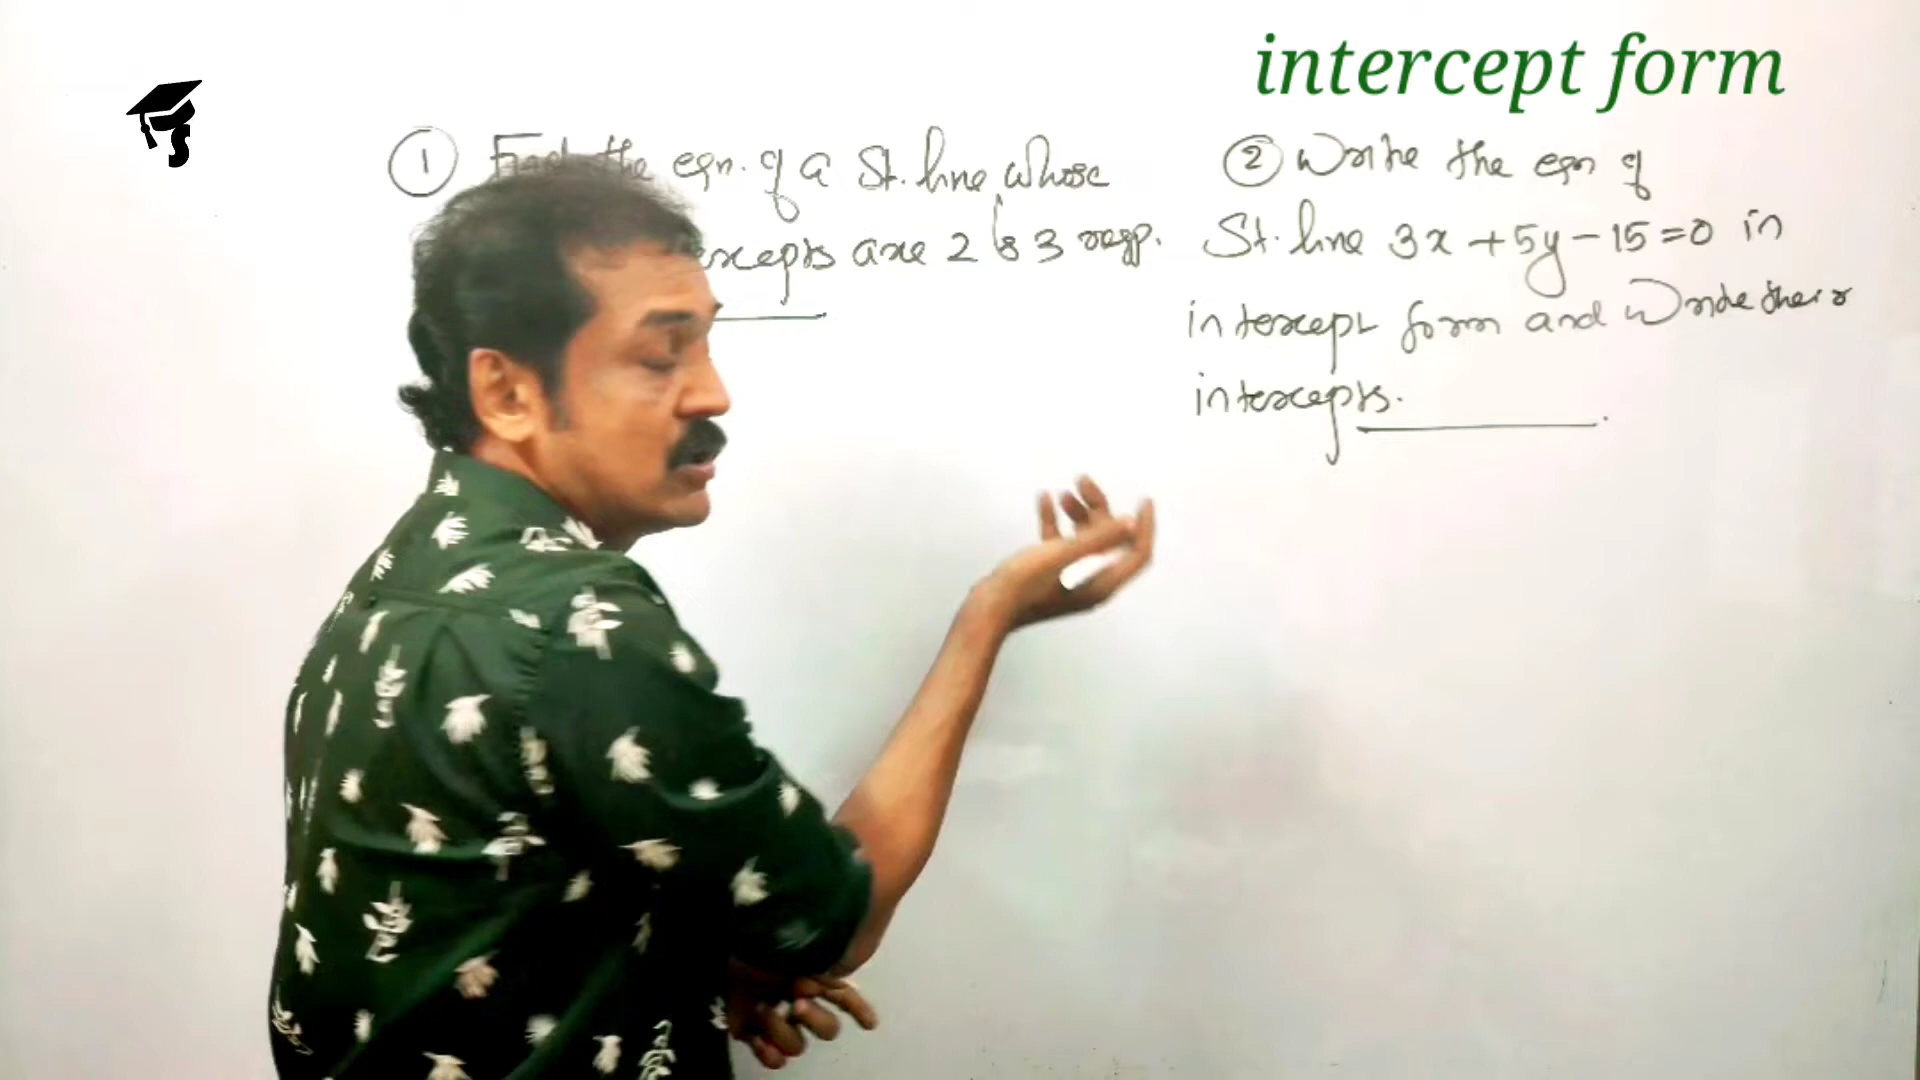 intercept form
① Find the eqn. of a St. line whose
ercepts are 2 & 3 resp.
② Write the eqn of
St. line 3x + 5y - 15 = 0 in
intercept form and write their
intercepts.